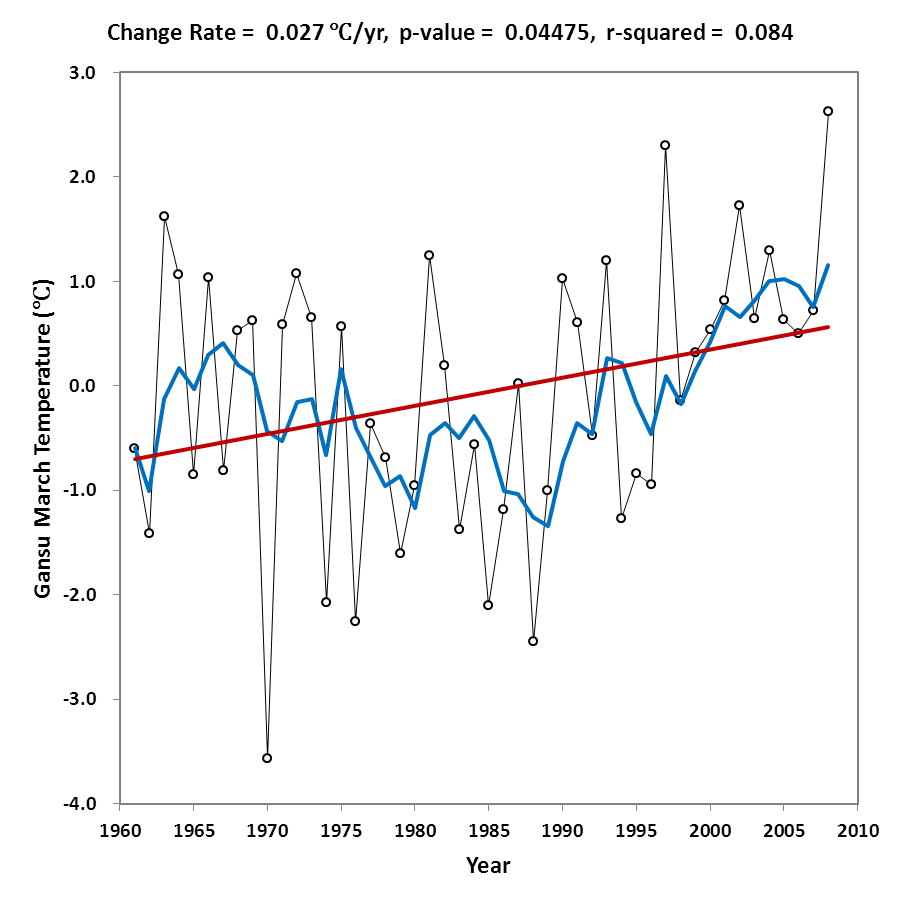 Change Rate = 0.027 ℃/yr, p-value = 0.04475, r-squared = 0.084
3.0
2.0
1.0
0.0
-1.0
-2.0
-3.0
-4.0
Gansu March Temperature (℃)
1960 1965 1970 1975 1980 1985 1990 1995 2000 2005 2010
Year